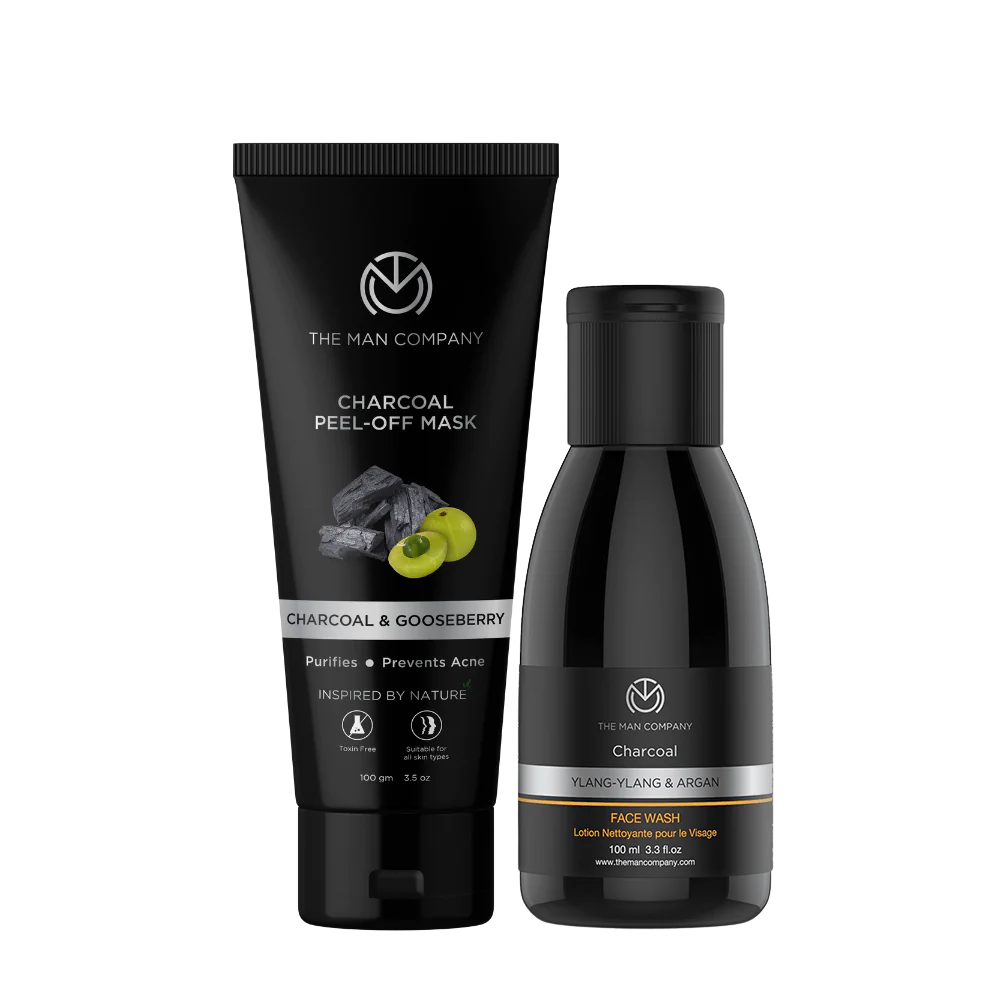 THE MAN COMPANY
CHARCOAL
PEEL-OFF MASK
CHARCOAL & GOOSEBERRY
Purifies ● Prevents Acne
INSPIRED BY NATURE
Toxin Free
Suitable for
all skin types
100 gm 3.5 oz
THE MAN COMPANY
Charcoal
YLANG-YLANG & ARGAN
FACE WASH
Lotion Nettoyante pour le Visage
100 ml 3.3 fl.oz
www.themancompany.com